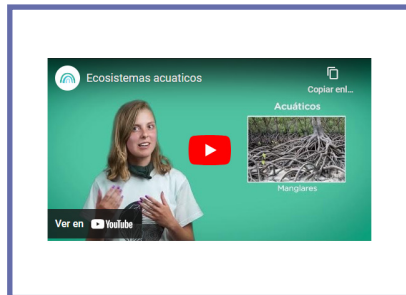 Ecosistemas acuaticos
Copiar enl...
Acuáticos
Manglares
Ver en YouTube